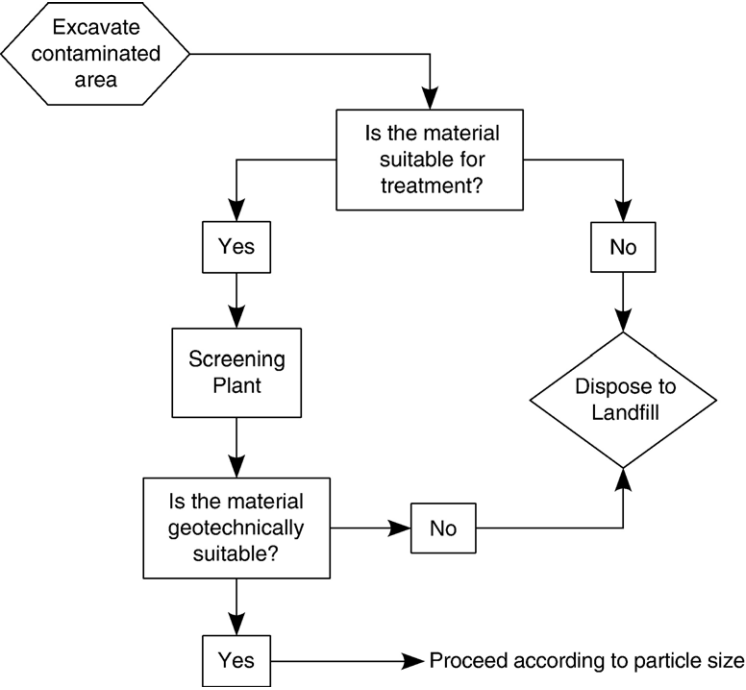 Excavate
contaminated
area
Is the material
suitable for
treatment?
Yes
No
Screening
Plant
Dispose to
Landfill
Is the material
geotechnically
suitable?
No
Yes
Proceed according to particle size